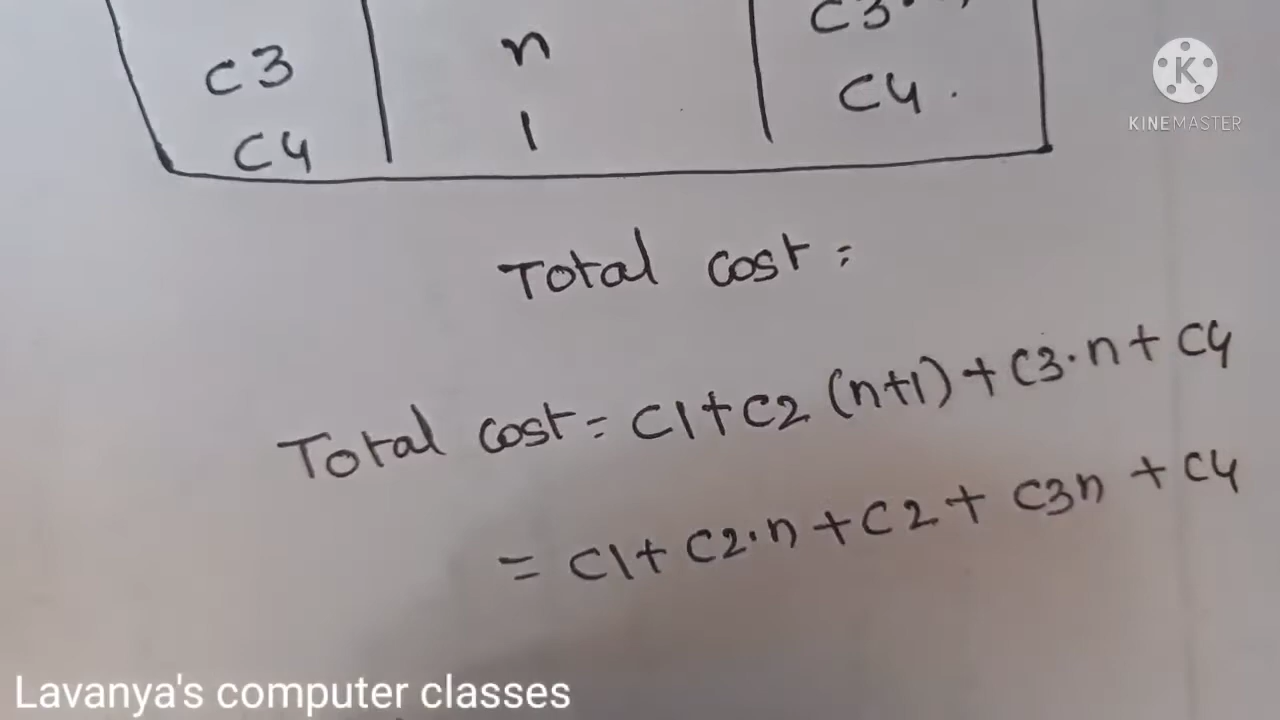 C3 n C3.
C4 1 C4.
KINEMASTER
Total cost:
Total cost = C1+C2 (n+1) + C3.n + C4
= C1+ C2.n + C2 + C3n + C4
Lavanya's computer classes